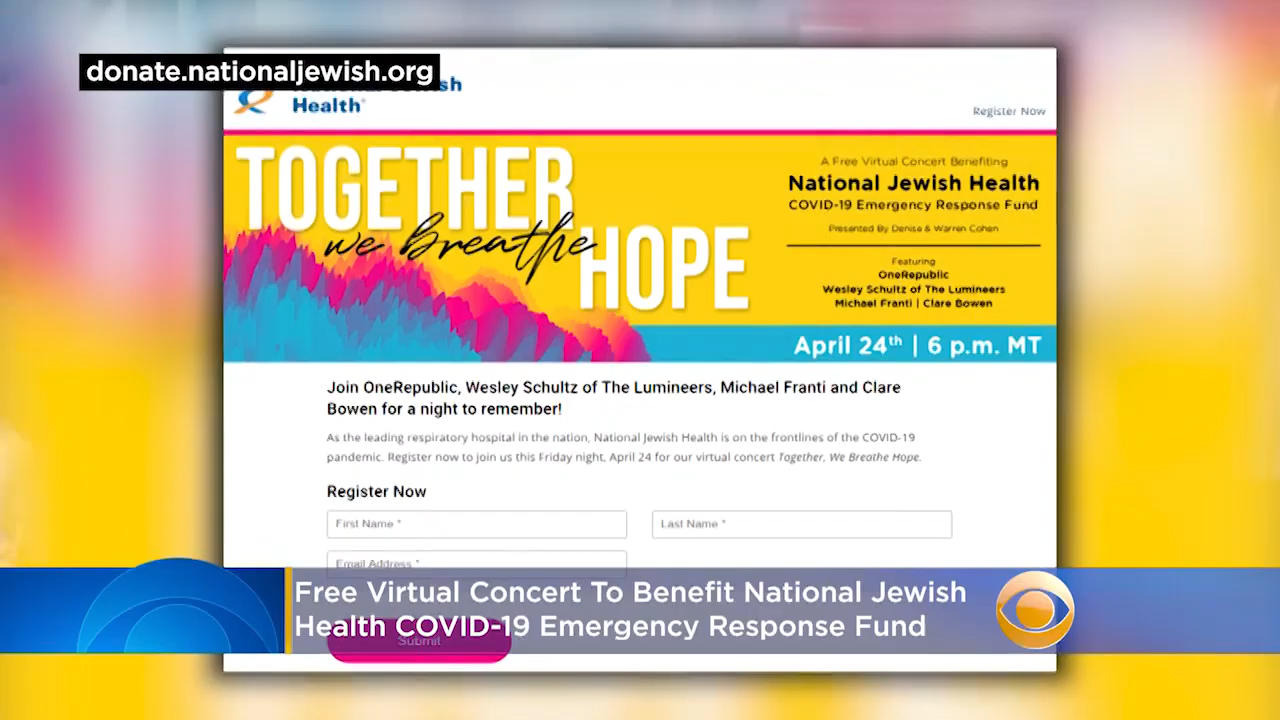 donate.nationaljewish.org
Health
Register Now
TOGETHER
we breathe
HOPE
A Free Virtual Concert Benefiting
National Jewish Health
COVID-19 Emergency Response Fund
Presented By Denise & Warren Cohen
Featuring
OneRepublic
Wesley Schultz of The Lumineers
Michael Franti | Clare Bowen
April 24th | 6 p.m. MT
Join OneRepublic, Wesley Schultz of The Lumineers, Michael Franti and Clare
Bowen for a night to remember!
As the leading respiratory hospital in the nation, National Jewish Health is on the frontlines of the COVID-19
pandemic. Register now to join us this Friday night, April 24 for our virtual concert Together, We Breathe Hope.
Register Now
First Name *
Last Name *
Email Address *
Free Virtual Concert To Benefit National Jewish
Health COVID-19 Emergency Response Fund
Submit